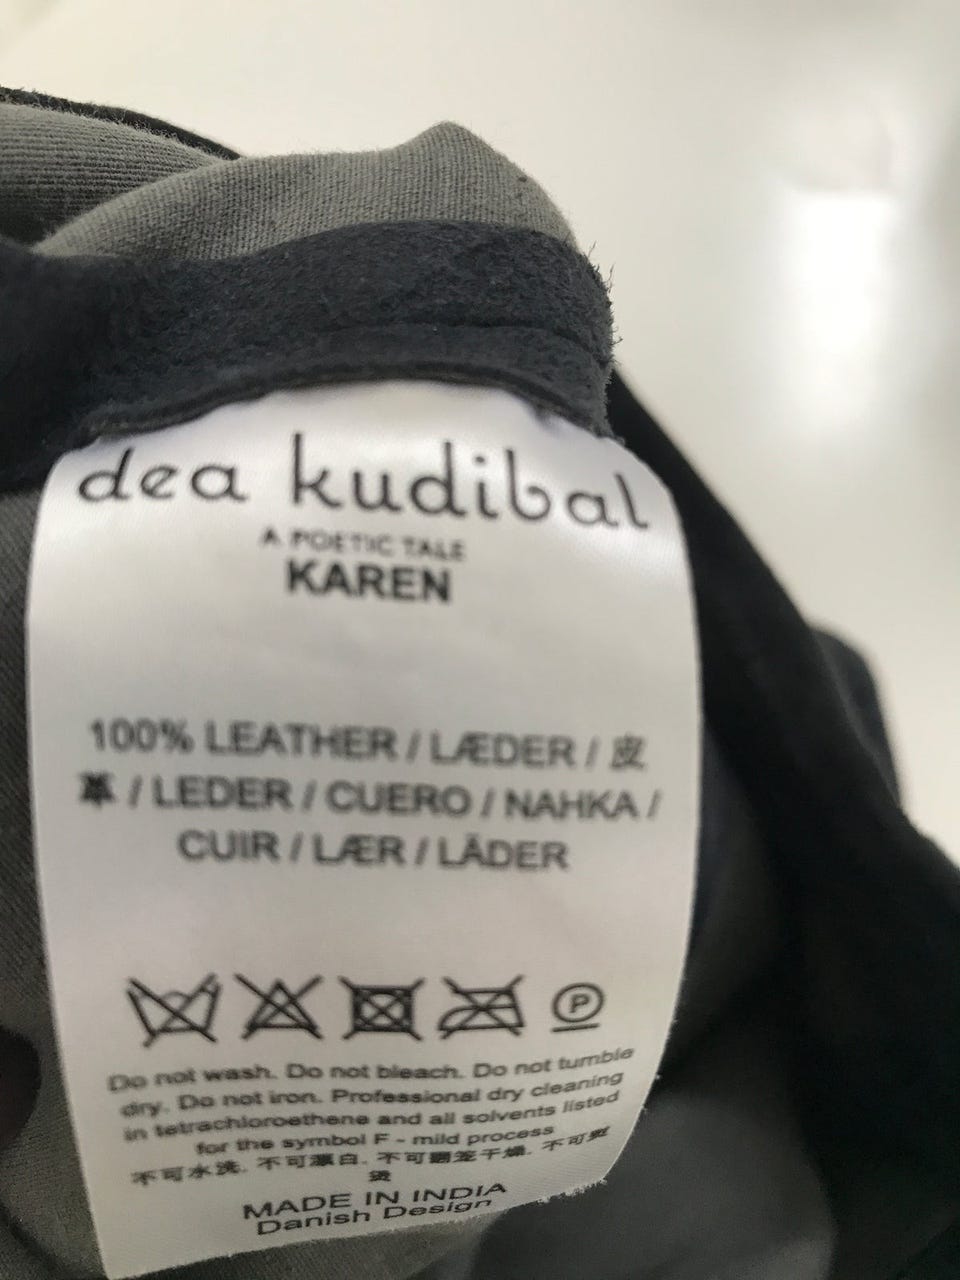 dea kudibal
A POETIC TALE
KAREN
100% LEATHER / LÆDER / 皮
革 / LEDER / CUERO / NAHKA /
CUIR / LÆR / LÄDER
P
Do not wash. Do not bleach. Do not tumble
dry. Do not iron. Professional dry cleaning
in tetrachloroethene and all solvents listed
for the symbol F - mild process
不可水洗. 不可漂白. 不可翻笼干燥. 不可熨
烫
MADE IN INDIA
Danish Design